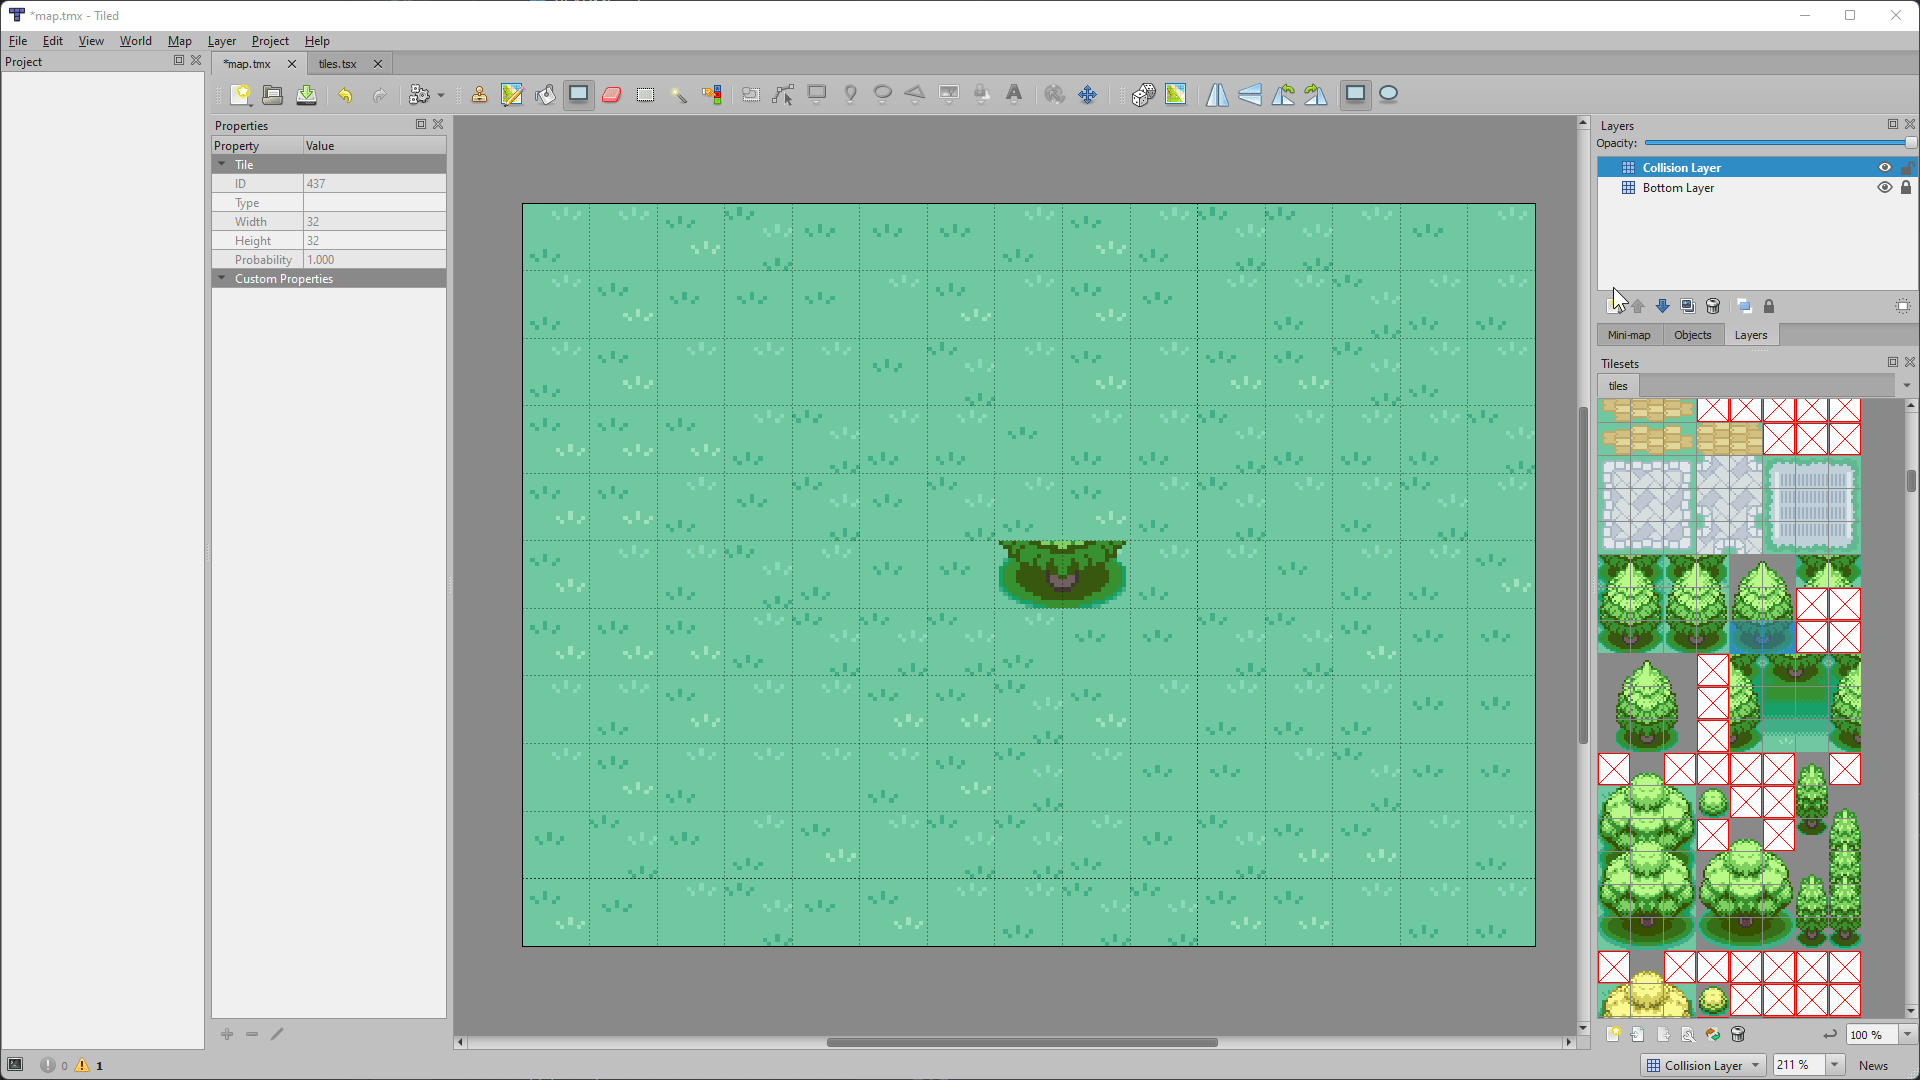 *map.tmx - Tiled
File Edit View World Map Layer Project Help
Project
*map.tmx
tiles.tsx
Properties
Property Value
Tile
ID 437
Type
Width 32
Height 32
Probability 1.000
Custom Properties
Layers
Opacity:
Collision Layer
Bottom Layer
Mini-map Objects Layers
Tilesets
tiles
100 %
0
1
Collision Layer
211 %
News